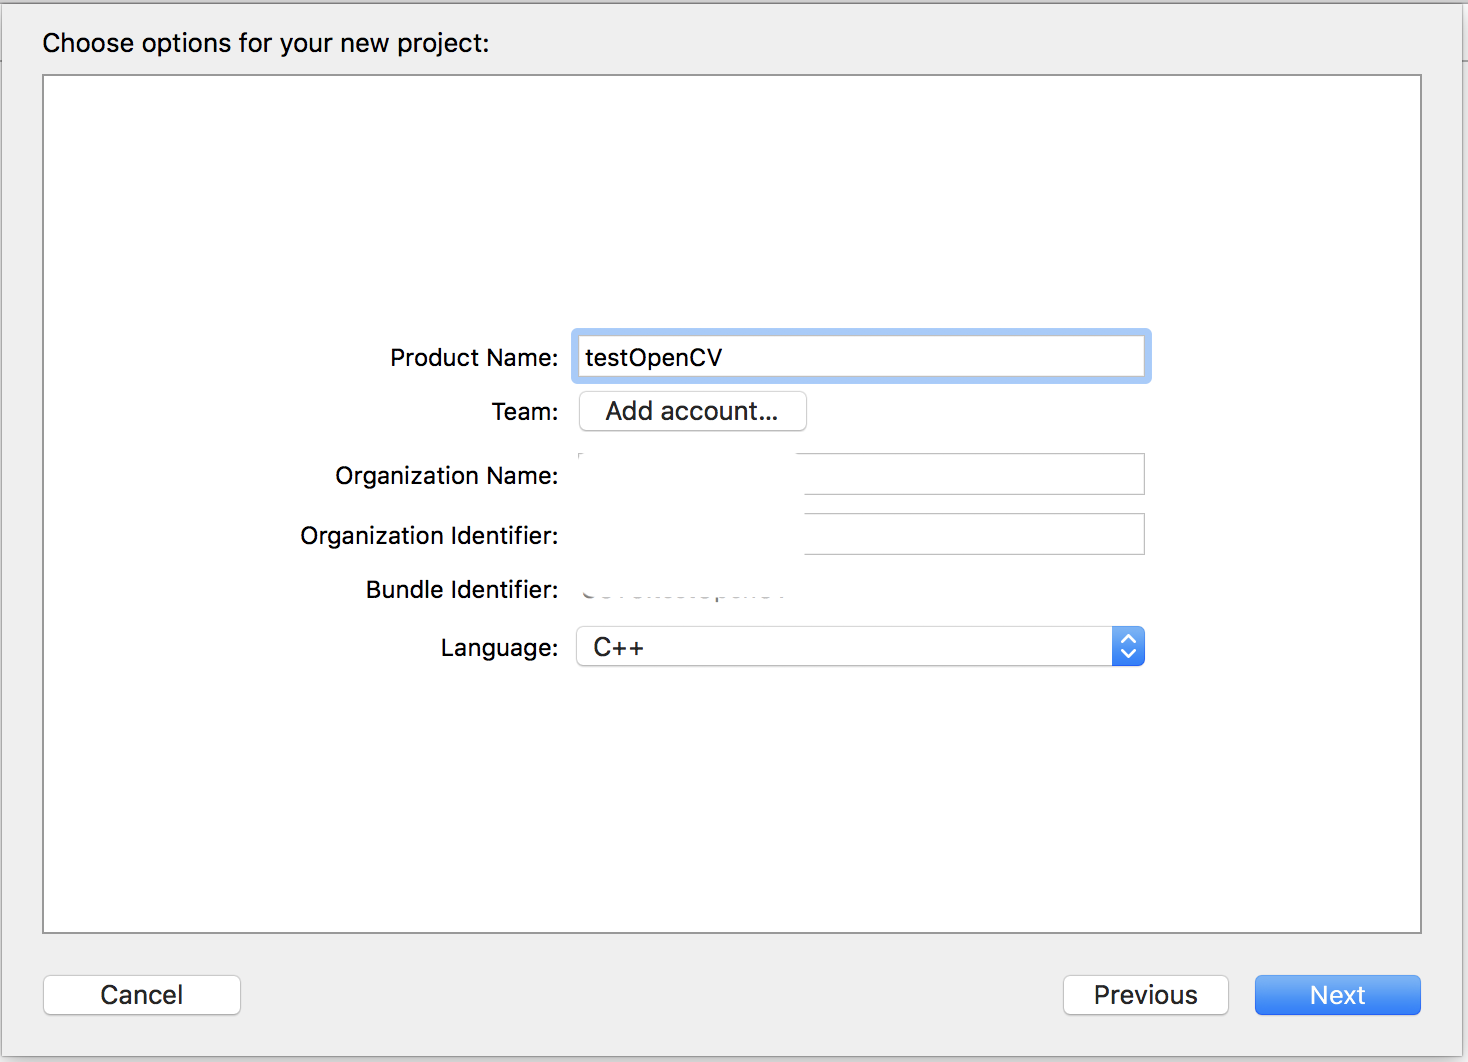 Choose options for your new project:
Product Name: testOpenCV
Team: Add account...
Organization Name:
Organization Identifier:
Bundle Identifier:
Language: C++
Cancel Previous Next